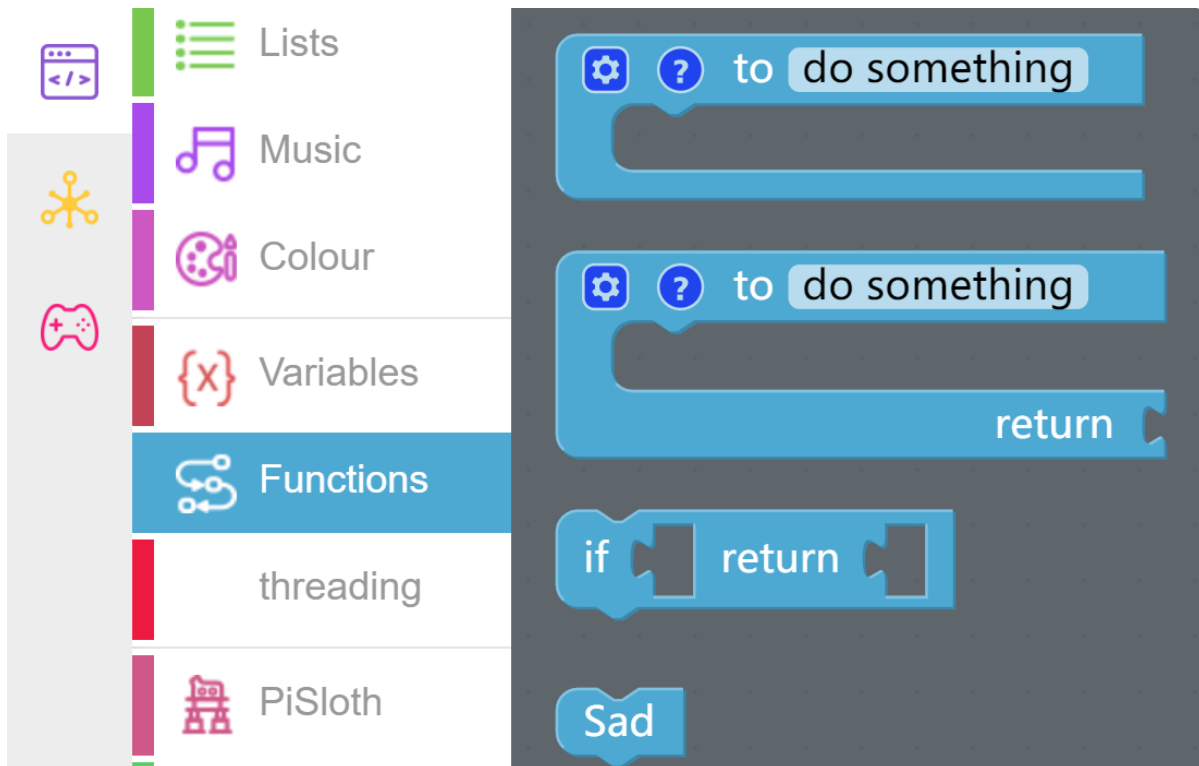 Lists
Music
Colour
Variables
Functions
threading
PiSloth
? to do something
? to do something
return
if return
Sad